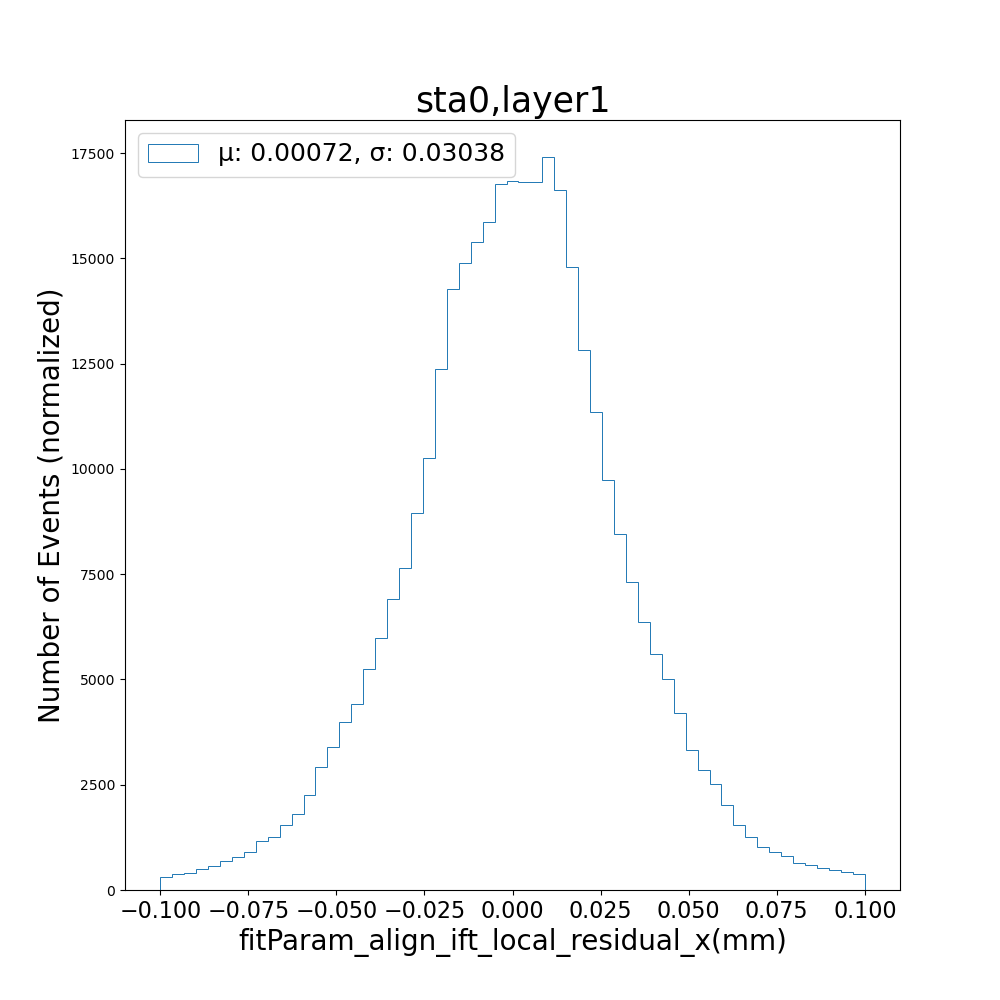 sta0,layer1
μ: 0.00072, σ: 0.03038
17500
15000
12500
10000
7500
5000
2500
0
Number of Events (normalized)
−0.100 −0.075 −0.050 −0.025 0.000 0.025 0.050 0.075 0.100
fitParam_align_ift_local_residual_x(mm)